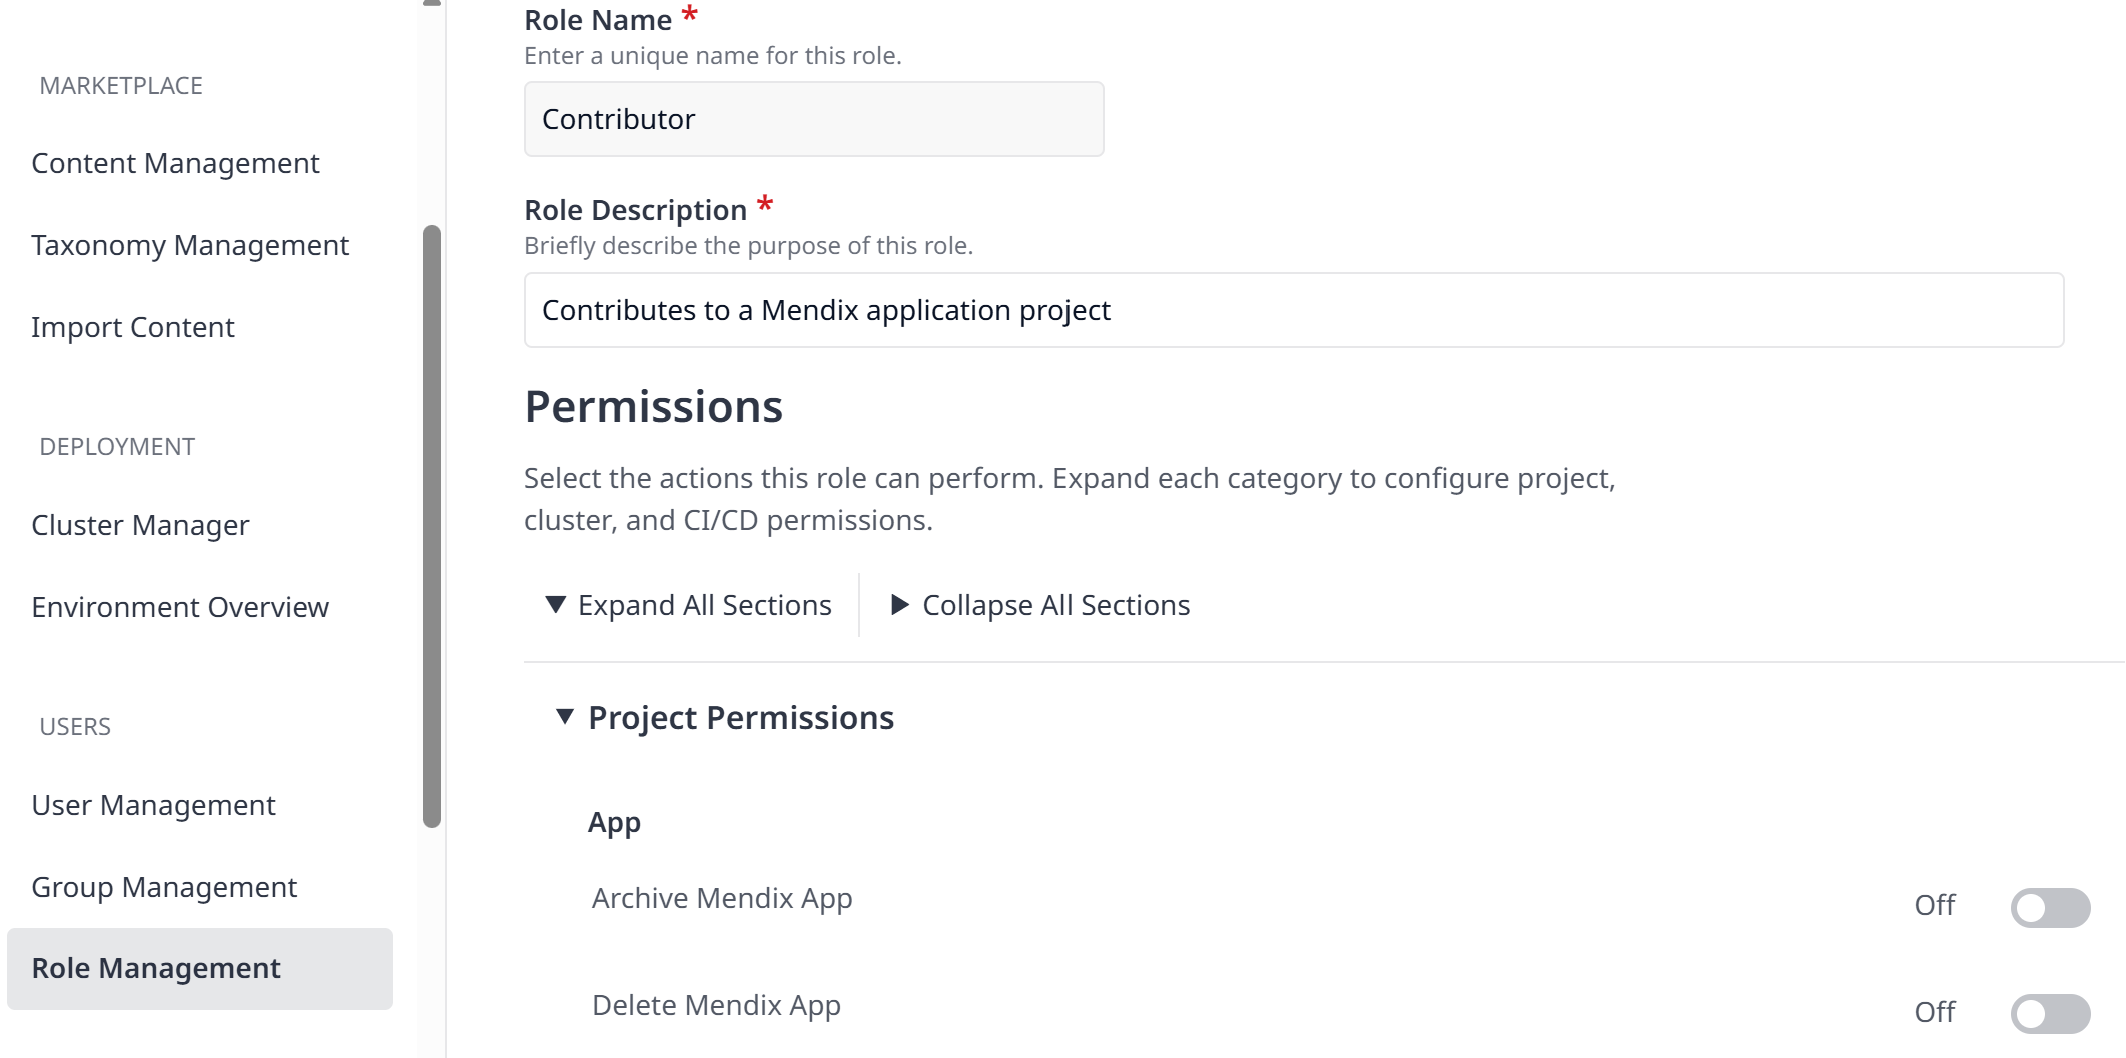 MARKETPLACE
Content Management
Taxonomy Management
Import Content
DEPLOYMENT
Cluster Manager
Environment Overview
USERS
User Management
Group Management
Role Management
Role Name *
Enter a unique name for this role.
Contributor
Role Description *
Briefly describe the purpose of this role.
Contributes to a Mendix application project
Permissions
Select the actions this role can perform. Expand each category to configure project,
cluster, and CI/CD permissions.
Expand All Sections
Collapse All Sections
Project Permissions
App
Archive Mendix App
Off
Delete Mendix App
Off